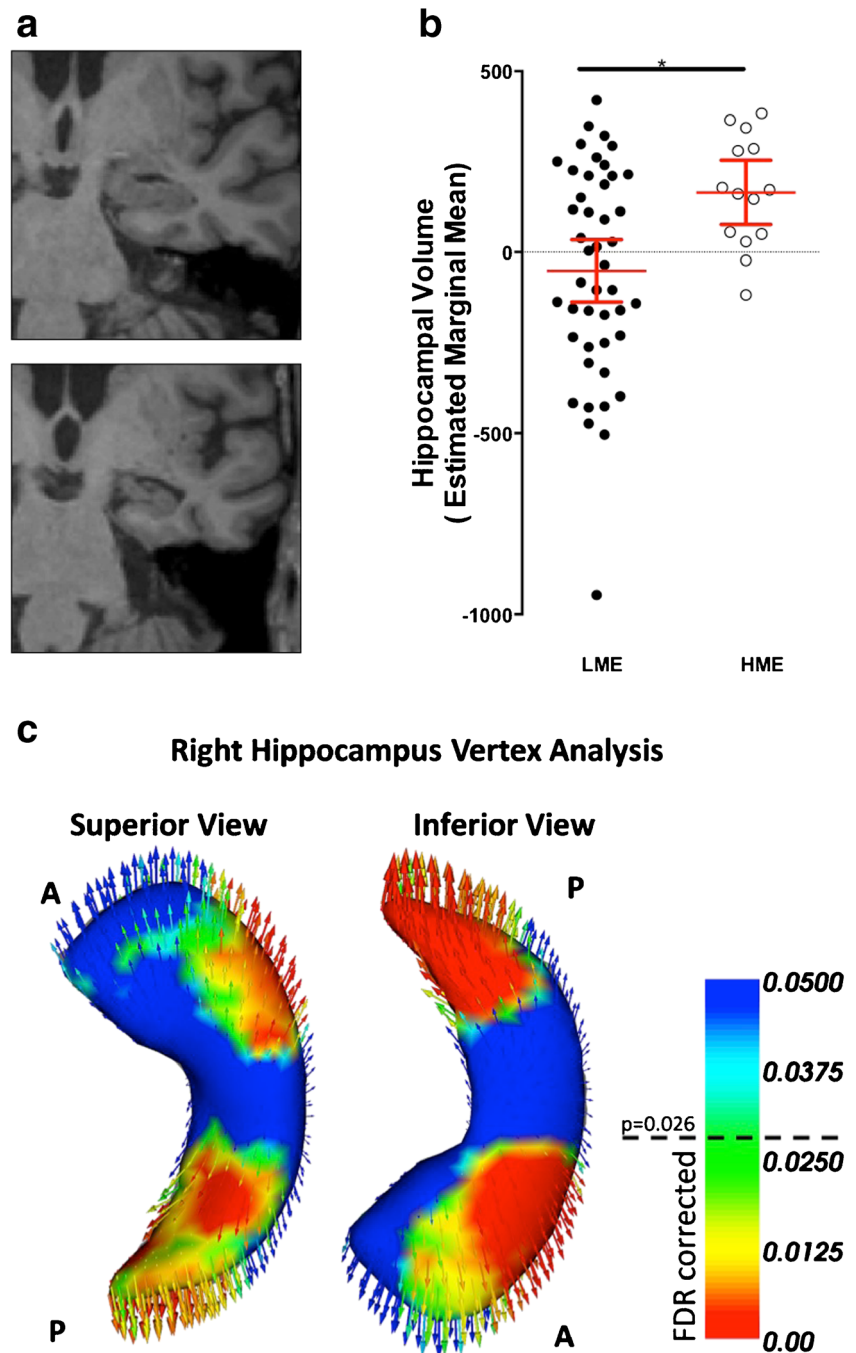 a
b
*
500
0
-500
-1000
Hippocampal Volume
( Estimated Marginal Mean)
LME
HME
c
Right Hippocampus Vertex Analysis
Superior View
Inferior View
A
P
P
A
0.0500
0.0375
p=0.026
0.0250
0.0125
0.00
FDR corrected